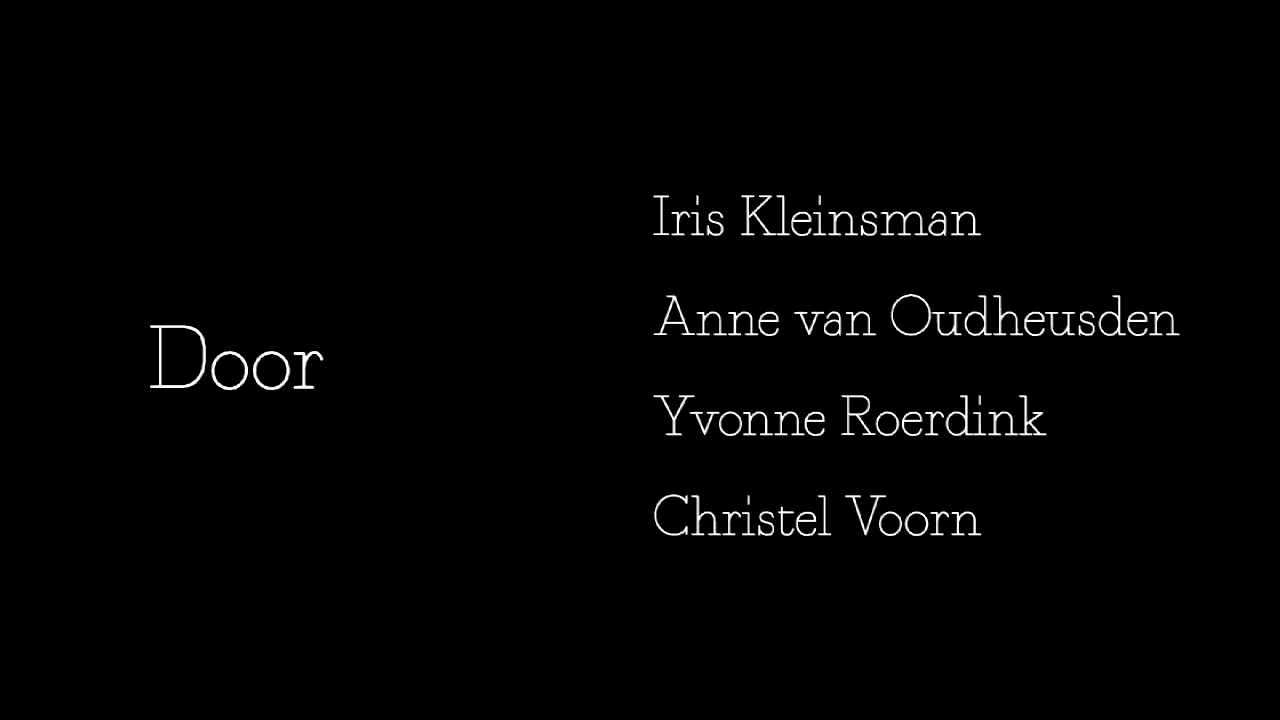 Door
Iris Kleinsman
Anne van Oudheusden
Yvonne Roerdink
Christel Voorn